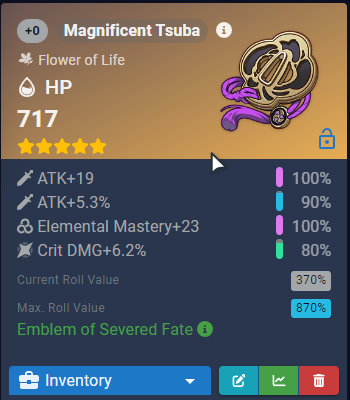 +0 Magnificent Tsuba
Flower of Life
HP
717
ATK+19 100%
ATK+5.3% 90%
Elemental Mastery+23 100%
Crit DMG+6.2% 80%
Current Roll Value 370%
Max. Roll Value 870%
Emblem of Severed Fate
Inventory